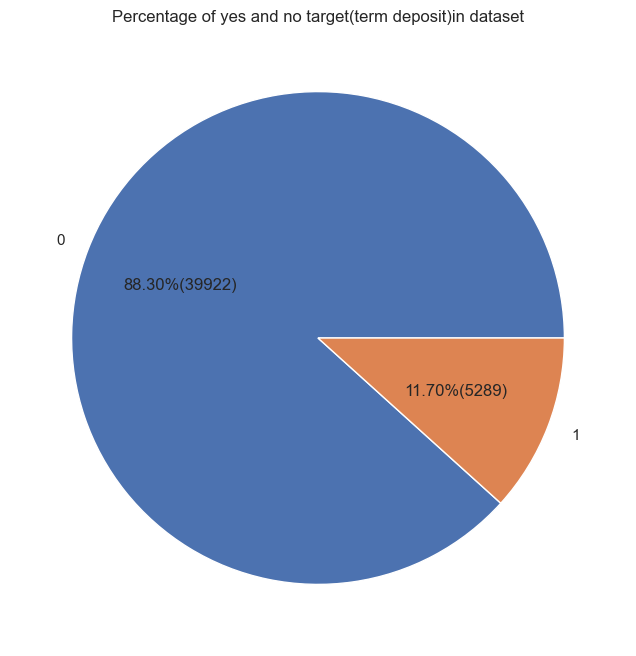 Percentage of yes and no target(term deposit)in dataset
0
88.30%(39922)
11.70%(5289)
1